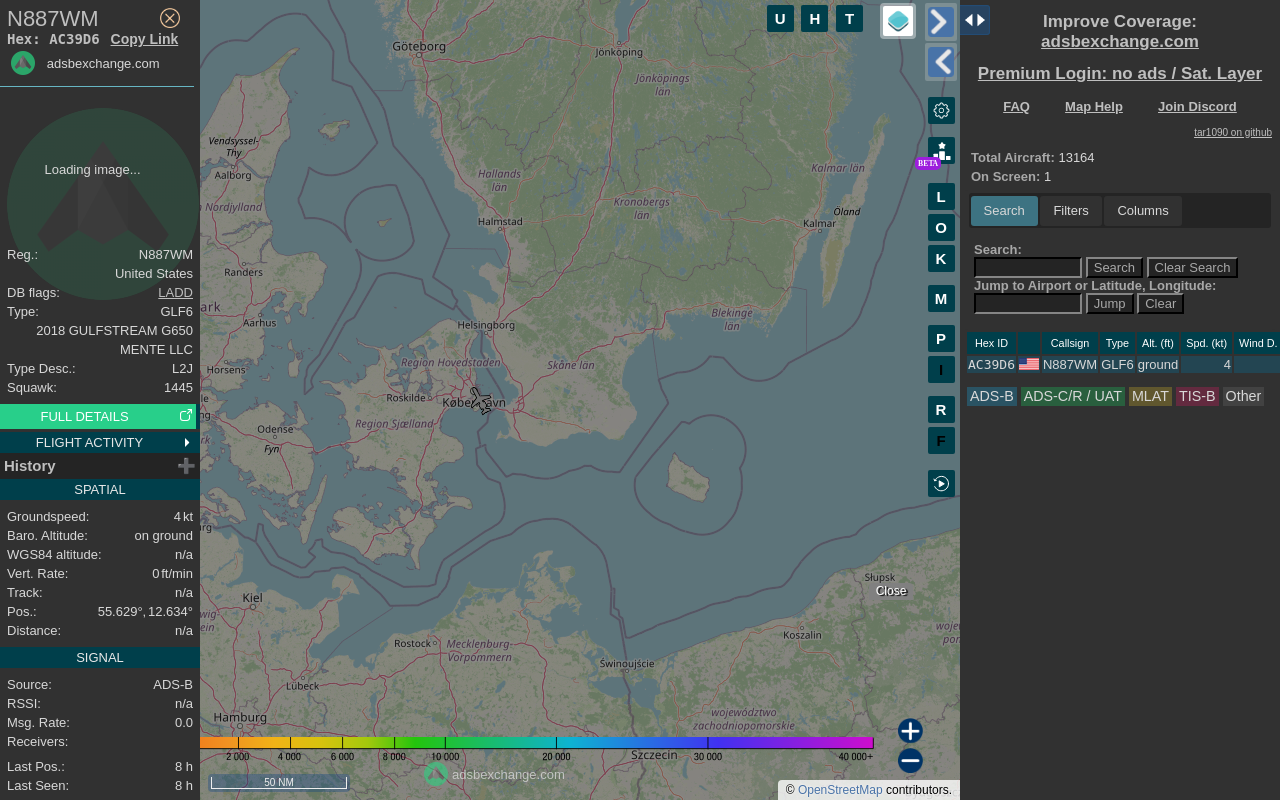 N887WM
Hex: AC39D6 Copy Link
adsbexchange.com
Loading image...
Reg.: N887WM
United States
DB flags: LADD
Type: GLF6
2018 GULFSTREAM G650
MENTE LLC
Type Desc.: L2J
Squawk: 1445
FULL DETAILS
FLIGHT ACTIVITY
History
SPATIAL
Groundspeed: 4 kt
Baro. Altitude: on ground
WGS84 altitude: n/a
Vert. Rate: 0 ft/min
Track: n/a
Pos.: 55.629°, 12.634°
Distance: n/a
SIGNAL
Source: ADS-B
RSSI: n/a
Msg. Rate: 0.0
Receivers:
Last Pos.: 8 h
Last Seen: 8 h
U H T
Göteborg
Jönköping
Jönköpings
län
Vendsyssel-
Thy
Aalborg
Nordjylland
Hallands
län
Kronobergs
län
Kalmar län
Öland
Halmstad
Kalmar
Randers
ark
Aarhus
Helsingborg
Blekinge
län
Horsens
Region Hovedstaden
Skåne län
Roskilde
København
Region Sjælland
Odense
Fyn
Kiel
Słupsk
Close
Rostock
Mecklenburg-
Vorpommern
Koszalin
Świnoujście
Lübeck
Hamburg
województwo
zachodniopomorskie
Szczecin
BETA
L
O
K
M
P
I
R
F
2 000 4 000 6 000 8 000 10 000 20 000 30 000 40 000+
adsbexchange.com
50 NM
© OpenStreetMap contributors.
Improve Coverage:
adsbexchange.com
Premium Login: no ads / Sat. Layer
FAQ Map Help Join Discord
tar1090 on github
Total Aircraft: 13164
On Screen: 1
Search Filters Columns
Search:
Search Clear Search
Jump to Airport or Latitude, Longitude:
Jump Clear
Hex ID Callsign Type Alt. (ft) Spd. (kt) Wind D.
AC39D6 N887WM GLF6 ground 4
ADS-B ADS-C/R / UAT MLAT TIS-B Other